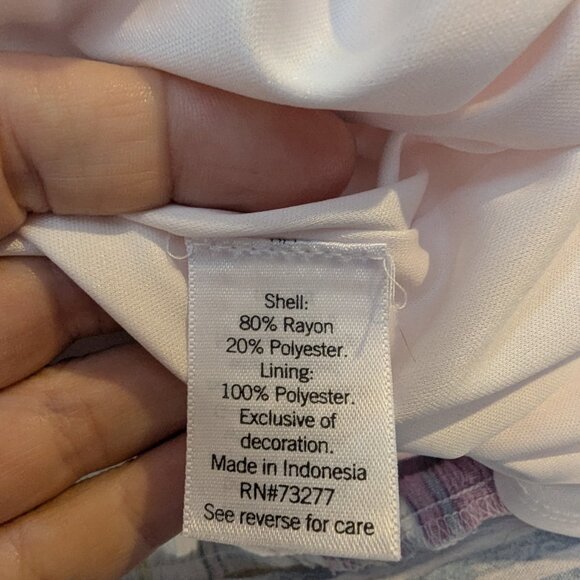 Shell:
80% Rayon
20% Polyester.
Lining:
100% Polyester.
Exclusive of
decoration.
Made in Indonesia
RN#73277
See reverse for care